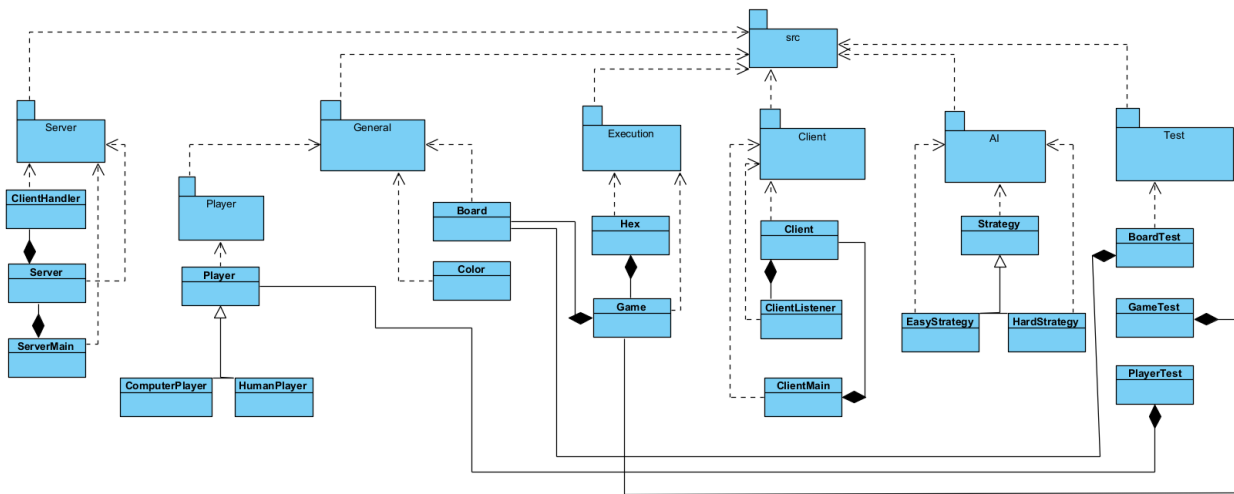 src
Server
General
Execution
Client
AI
Test
Player
ClientHandler
Board
Hex
Client
Strategy
BoardTest
Server
Player
Color
Game
ClientListener
EasyStrategy
HardStrategy
GameTest
ServerMain
ComputerPlayer
HumanPlayer
ClientMain
PlayerTest